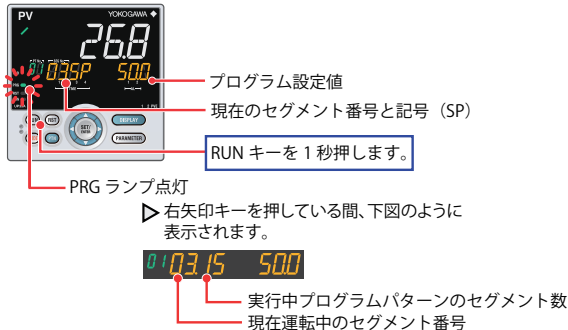 PV
YOKOGAWA
26.8
03SP 50.0
プログラム設定値
現在のセグメント番号と記号（SP）
RST
SET/
ENTER
DISPLAY
PARAMETER
RUN キーを 1 秒押します。
PRG ランプ点灯
右矢印キーを押している間、下図のように
表示されます。
01 03.15 50.0
実行中プログラムパターンのセグメント数
現在運転中のセグメント番号